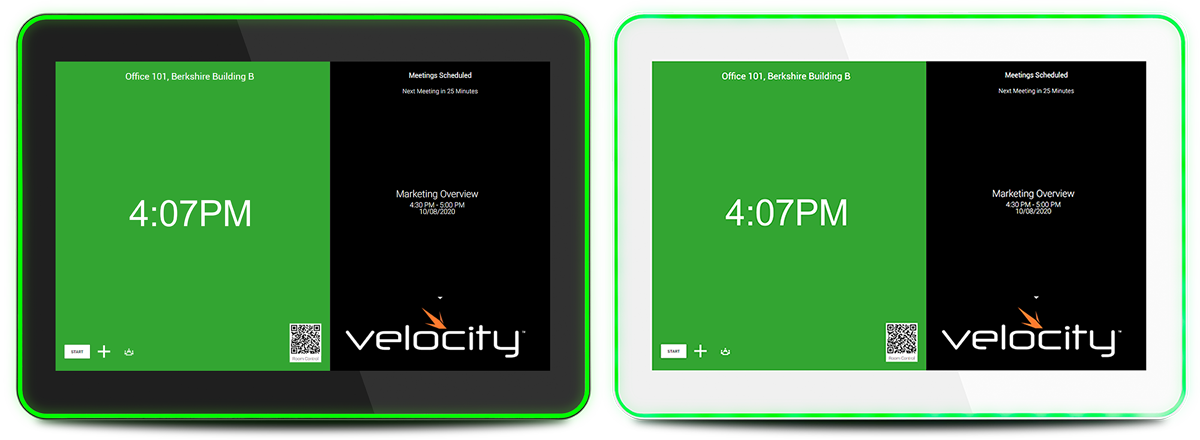 Office 101, Berkshire Building B
4:07PM
START
Room Control
Meetings Scheduled
Next Meeting in 25 Minutes
Marketing Overview
4:30 PM - 5:00 PM
10/08/2020
velocity™
Office 101, Berkshire Building B
4:07PM
START
Room Control
Meetings Scheduled
Next Meeting in 25 Minutes
Marketing Overview
4:30 PM - 5:00 PM
10/08/2020
velocity™